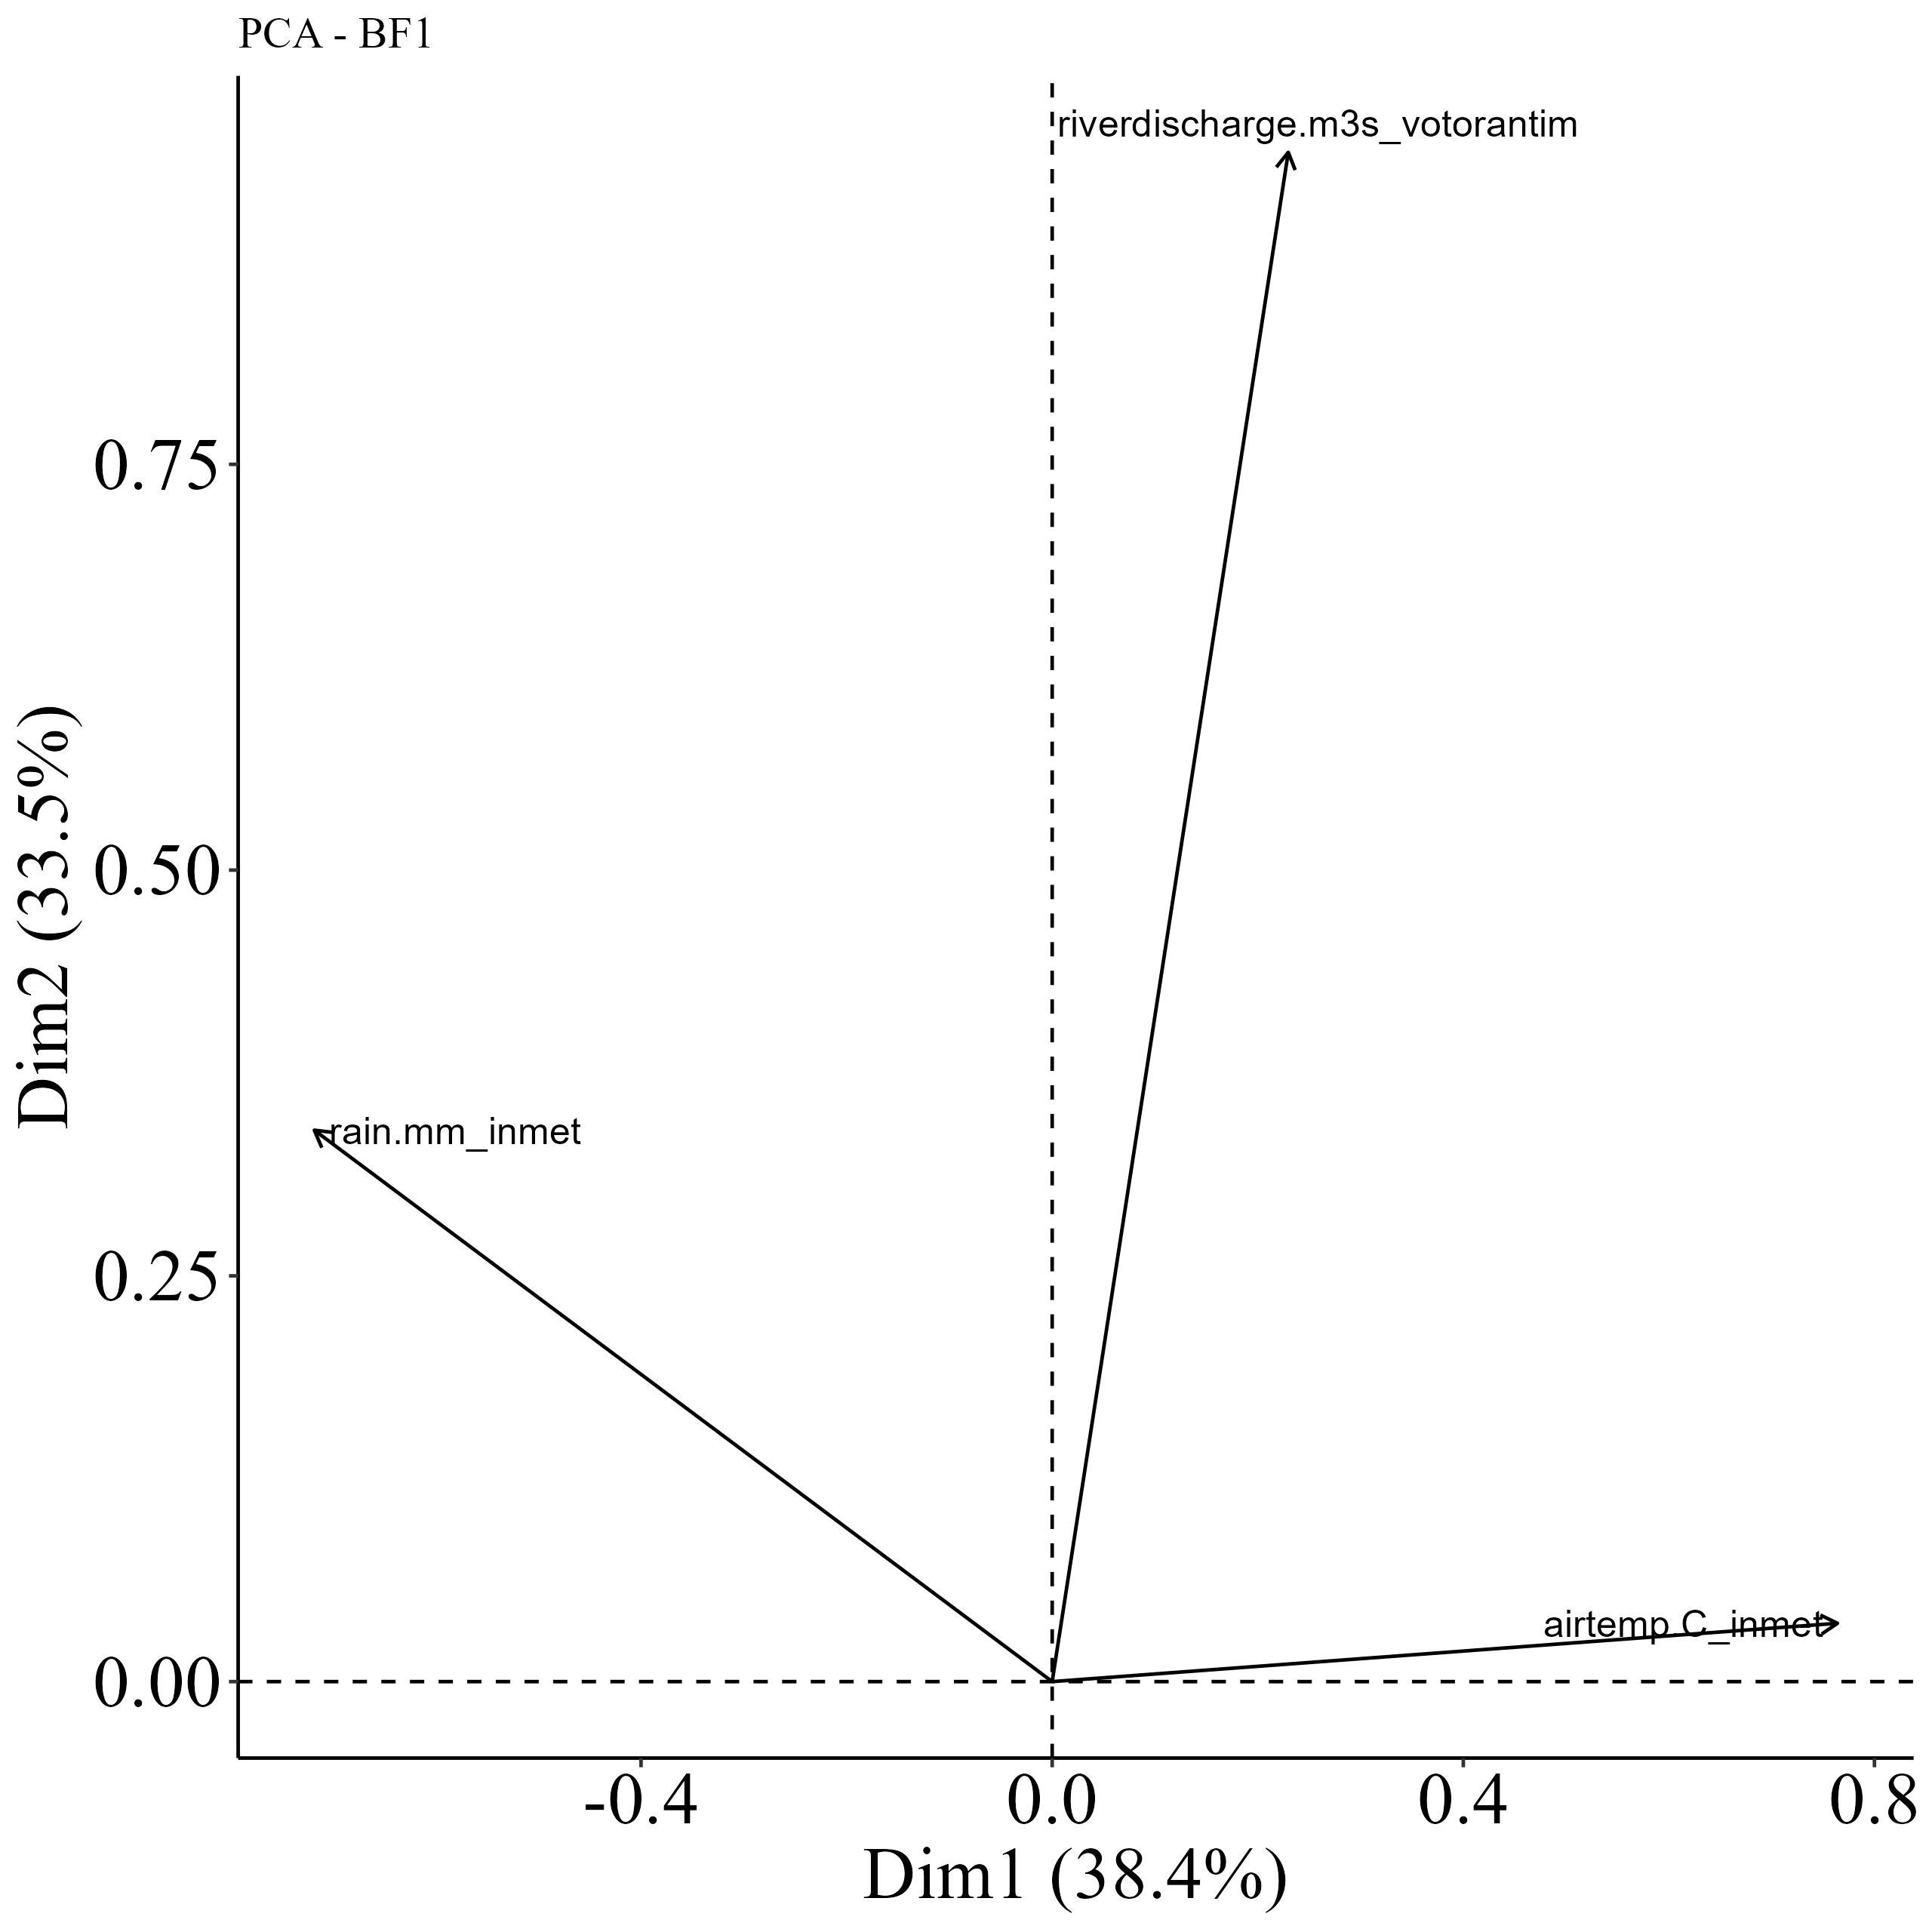 PCA - BF1
riverdischarge.m3s_votorantim
0.75
0.50
Dim2 (33.5%)
rain.mm_inmet
0.25
airtemp.C_inmet
0.00
-0.4 0.0 0.4 0.8
Dim1 (38.4%)